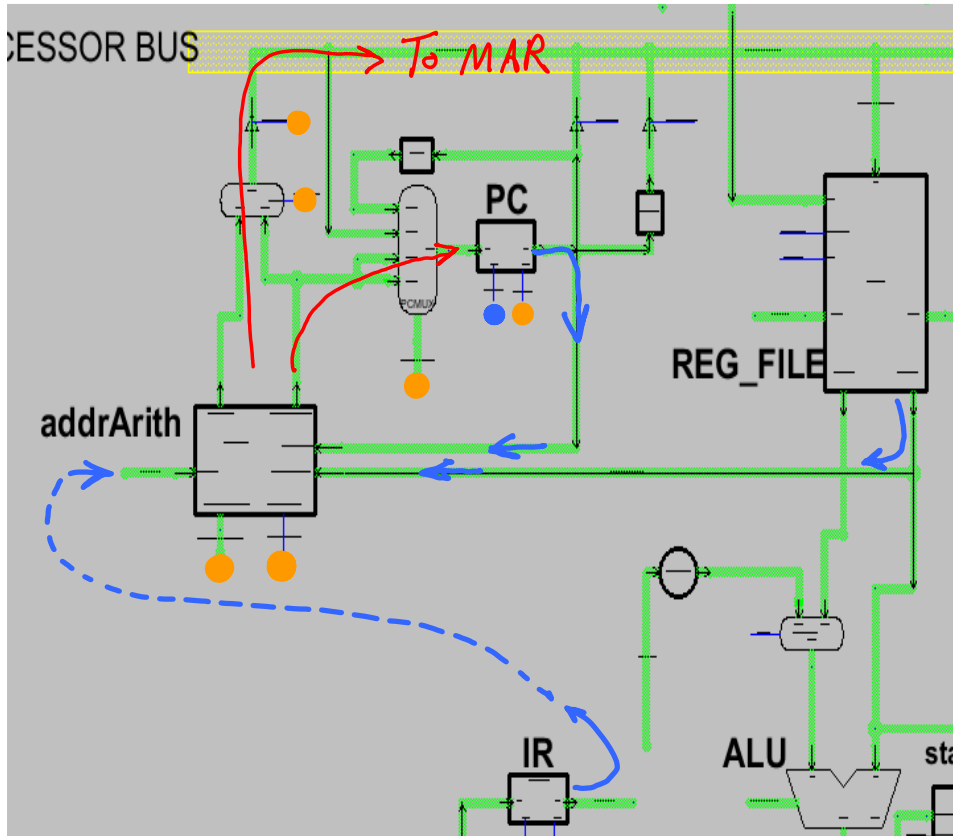 CESSOR BUS
To MAR
PC
PCMUX
REG_FILE
addrArith
IR
ALU
sta